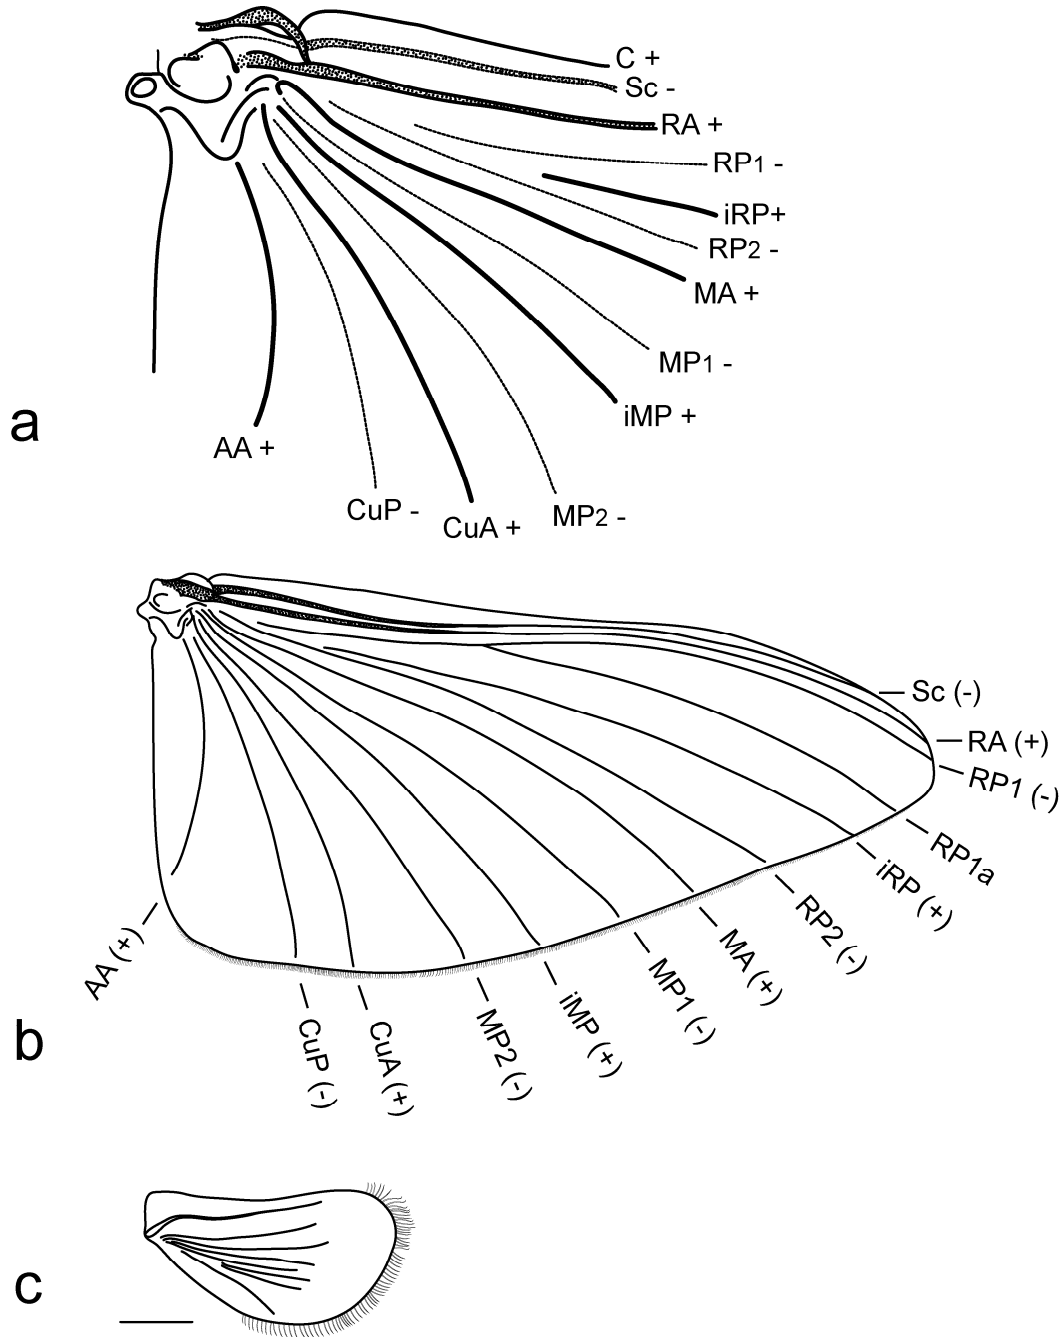 a
C +
Sc -
RA +
RP1 -
iRP+
RP2 -
MA +
MP1 -
iMP +
MP2 -
CuA +
CuP -
AA +
b
Sc (-)
RA (+)
RP1 (-)
RP1a
iRP (+)
RP2 (-)
MA (+)
MP1 (-)
iMP (+)
MP2 (-)
CuA (+)
CuP (-)
AA (+)
c